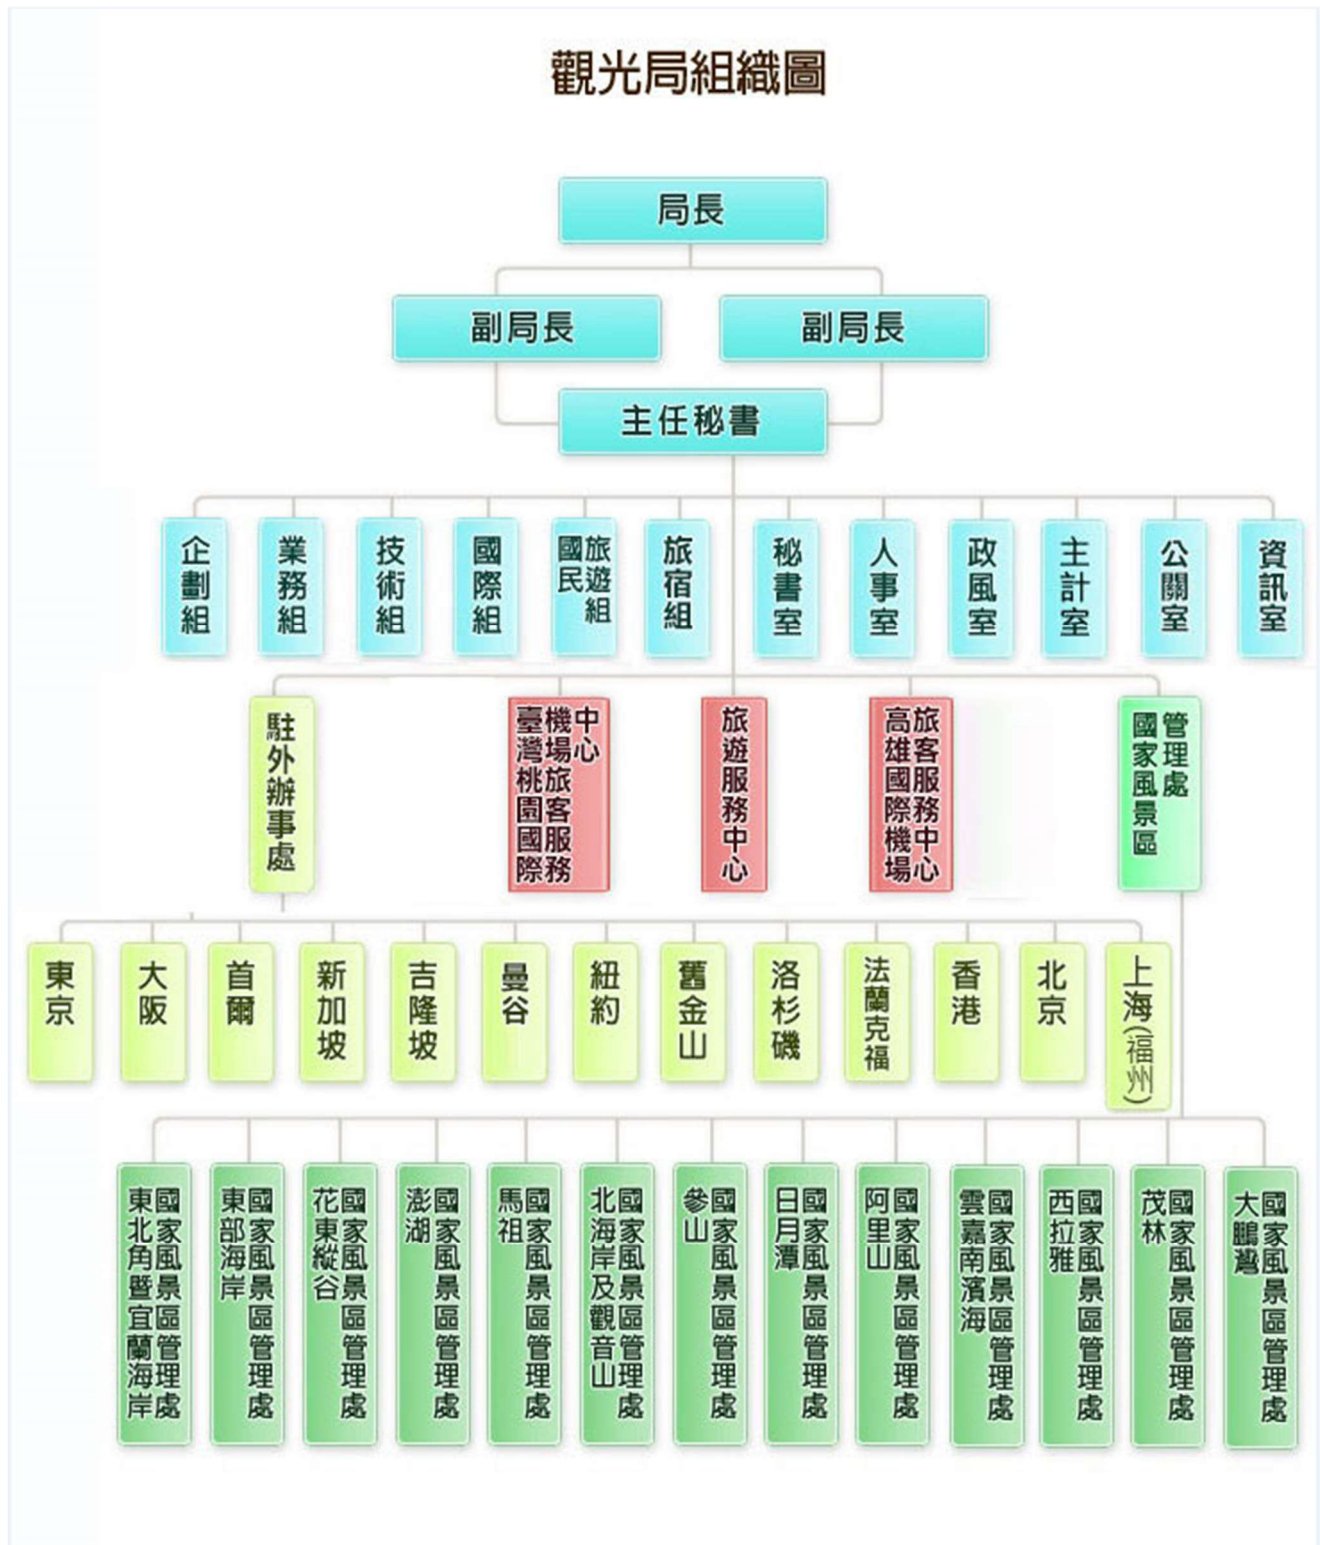 觀光局組織圖
局長
副局長
副局長
主任秘書
企劃組
業務組
技術組
國際組
國民
旅遊組
旅宿組
秘書室
人事室
政風室
主計室
公關室
資訊室
駐外辦事處
臺灣桃園國際
機場旅客服務
中心
旅遊服務中心
高雄國際機場
旅客服務中心
國家風景區
管理處
東京
大阪
首爾
新加坡
吉隆坡
曼谷
紐約
舊金山
洛杉磯
法蘭克福
香港
北京
上海(福州)
東北角暨宜蘭海岸
國家風景區管理處
東部海岸
國家風景區管理處
花東縱谷
國家風景區管理處
澎湖
國家風景區管理處
馬祖
國家風景區管理處
北海岸及觀音山
國家風景區管理處
參山
國家風景區管理處
日月潭
國家風景區管理處
阿里山
國家風景區管理處
雲嘉南濱海
國家風景區管理處
西拉雅
國家風景區管理處
茂林
國家風景區管理處
大鵬灣
國家風景區管理處